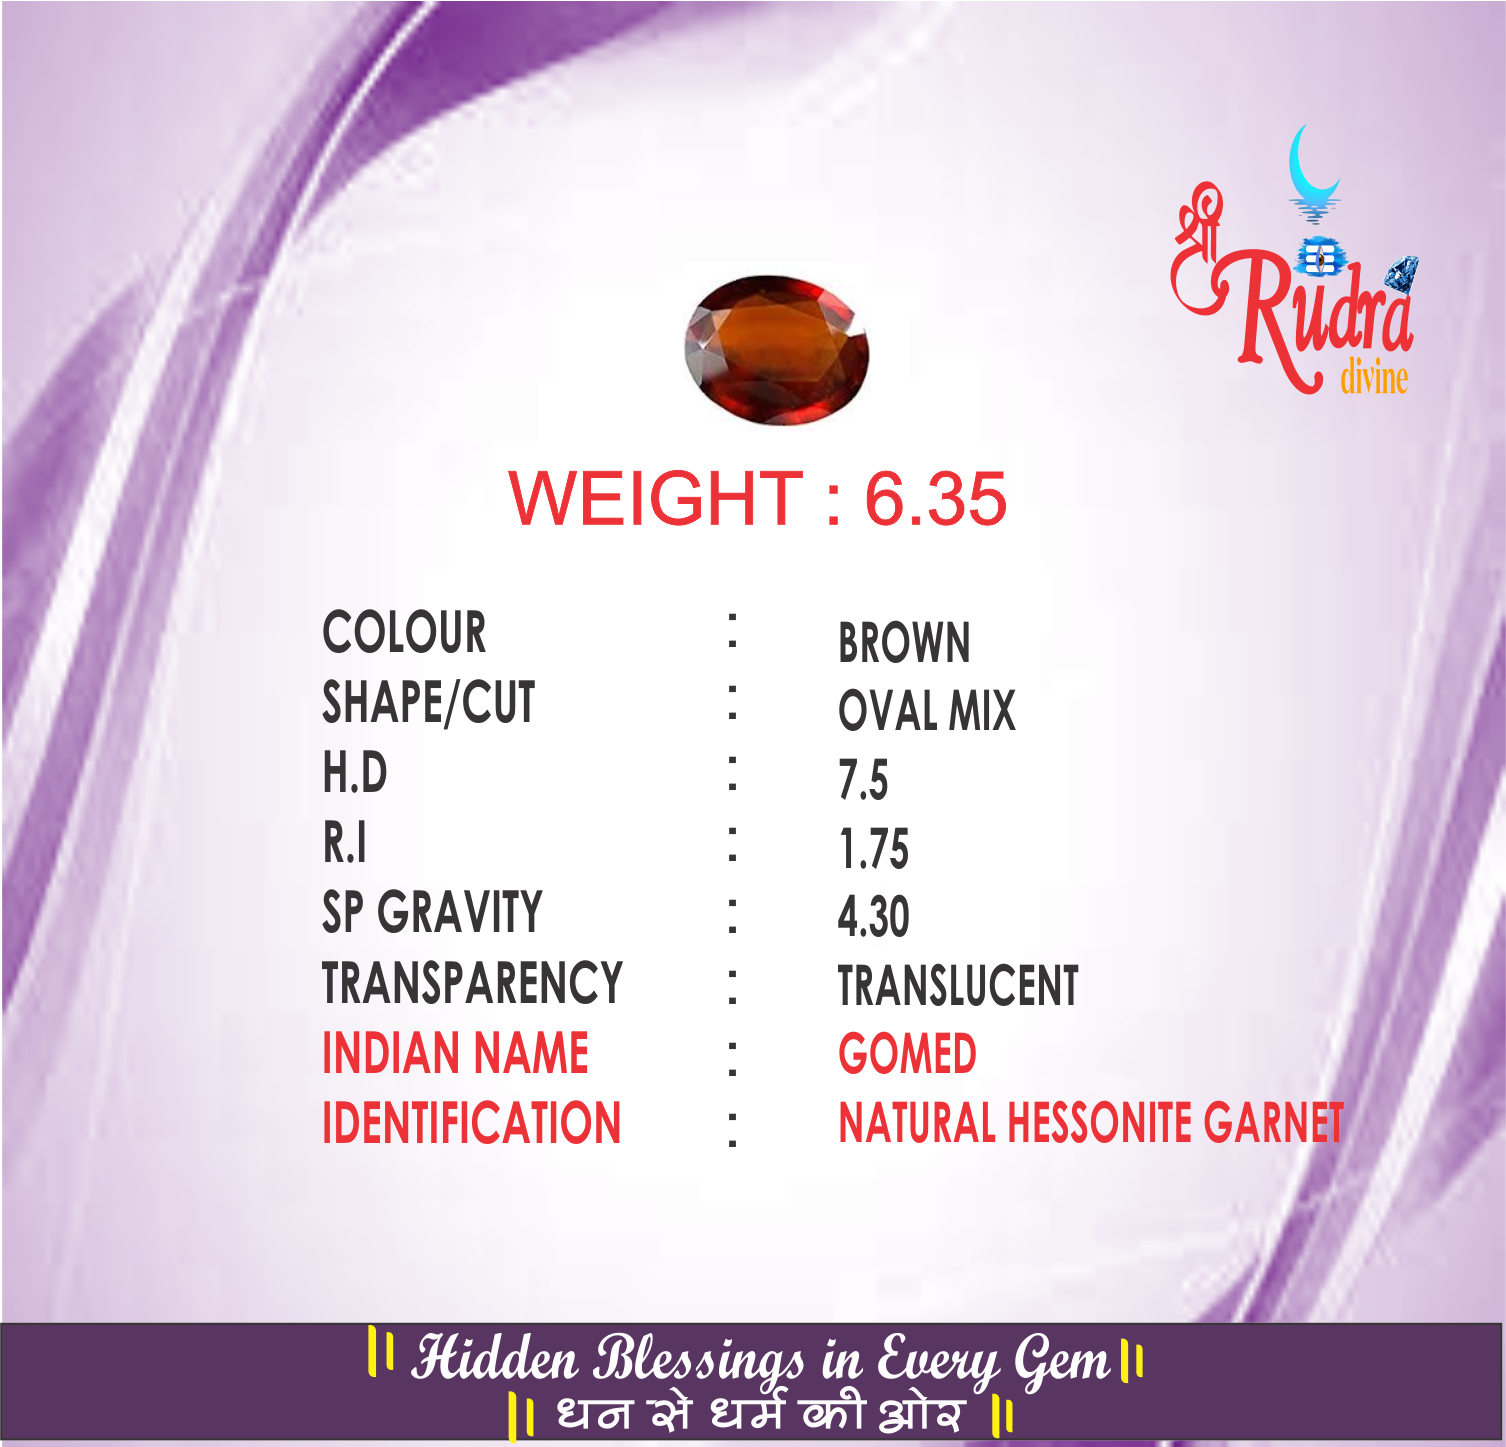 श्री
Rudra
divine
WEIGHT : 6.35
COLOUR : BROWN
SHAPE/CUT : OVAL MIX
H.D : 7.5
R.I : 1.75
SP GRAVITY : 4.30
TRANSPARENCY : TRANSLUCENT
INDIAN NAME : GOMED
IDENTIFICATION : NATURAL HESSONITE GARNET
|| Hidden Blessings in Every Gem ||
|| धन से धर्म की ओर ||